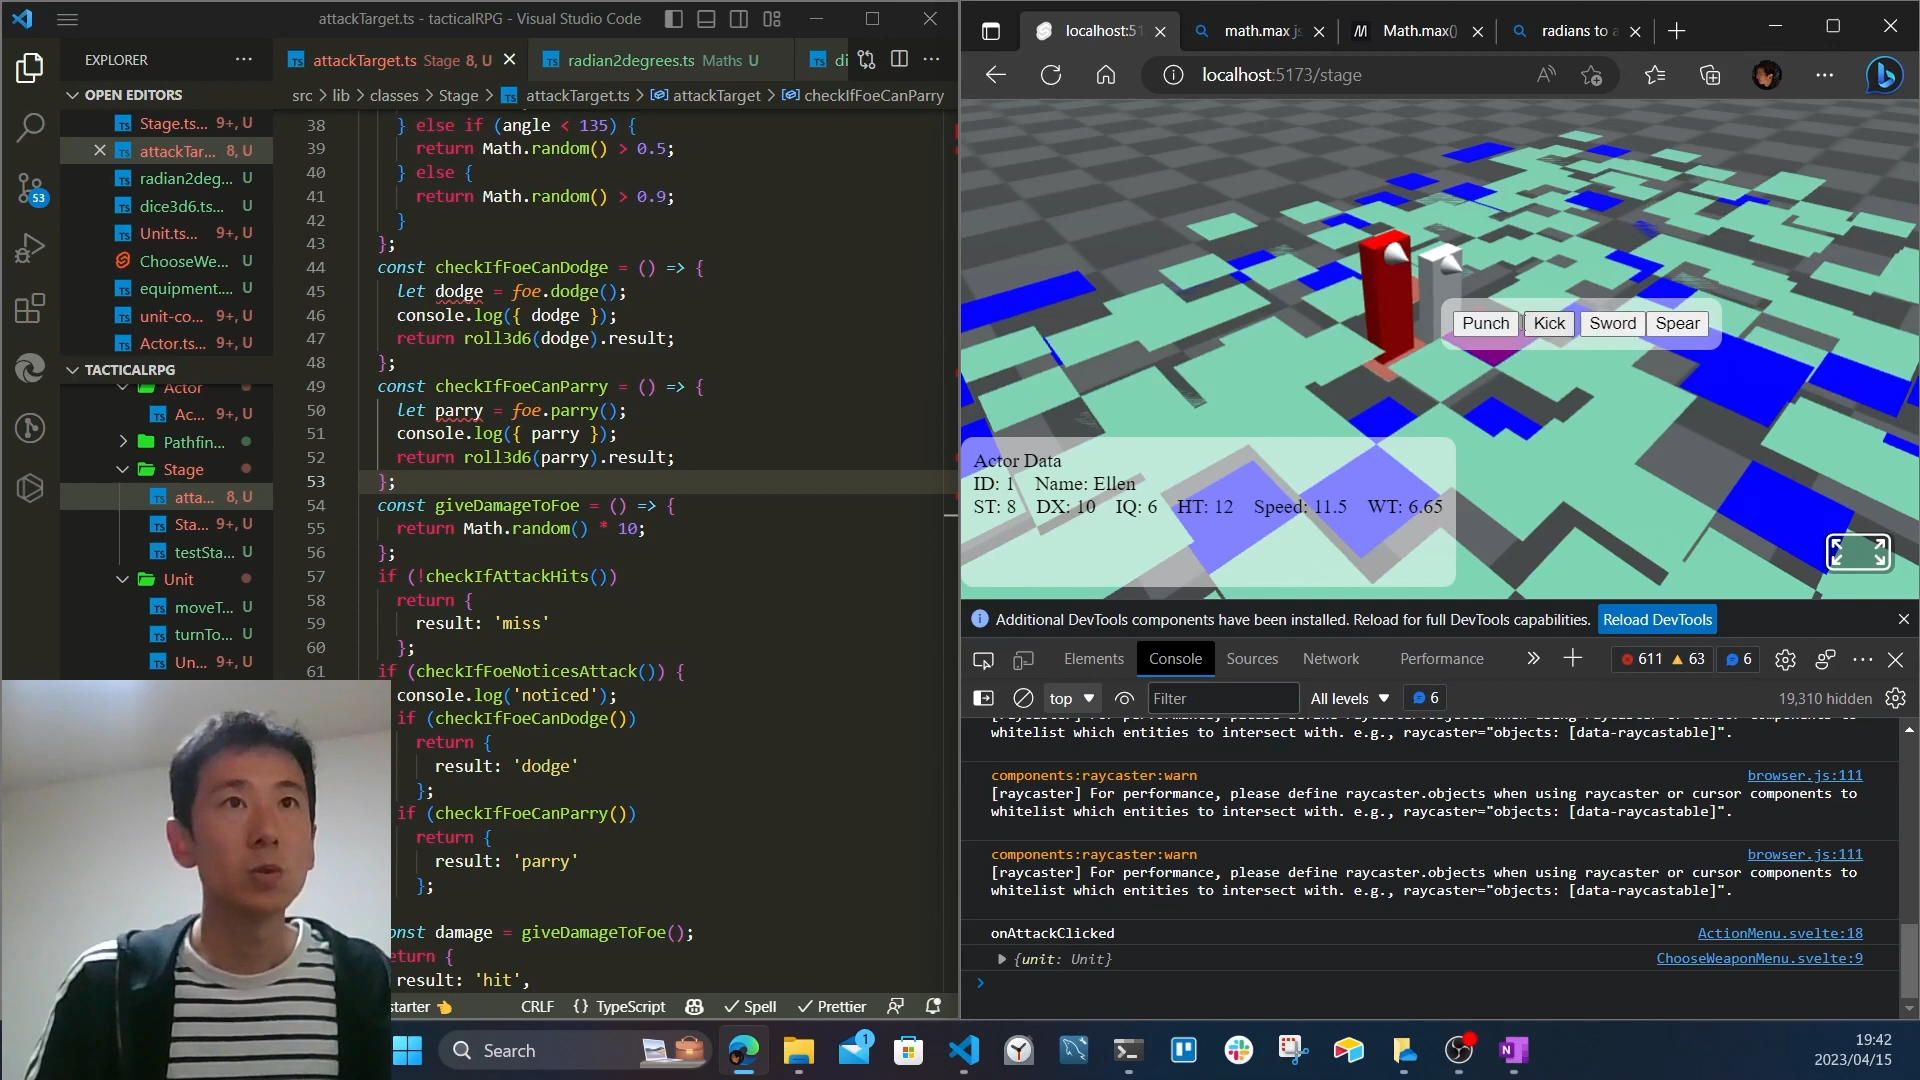 attackTarget.ts - tacticalRPG - Visual Studio Code
EXPLORER
OPEN EDITORS
Stage.ts... 9+, U
attackTar... 8, U
radian2deg... U
dice3d6.ts... U
Unit.ts... 9+, U
ChooseWe... U
equipment.... U
unit-co... 9+, U
Actor.ts... 9+, U
53
TACTICALRPG
Actor
Ac... 9+, U
Pathfin...
Stage
atta... 8, U
Sta... 9+, U
testSta... U
Unit
moveT... U
turnTo... U
Un... 9+, U
attackTarget.ts Stage 8, U
radian2degrees.ts Maths U
di
src > lib > classes > Stage > attackTarget.ts > attackTarget > checkIfFoeCanParry
38 } else if (angle < 135) {
39 return Math.random() > 0.5;
40 } else {
41 return Math.random() > 0.9;
42 }
43 };
44 const checkIfFoeCanDodge = () => {
45 let dodge = foe.dodge();
46 console.log({ dodge });
47 return roll3d6(dodge).result;
48 };
49 const checkIfFoeCanParry = () => {
50 let parry = foe.parry();
51 console.log({ parry });
52 return roll3d6(parry).result;
53 };
54 const giveDamageToFoe = () => {
55 return Math.random() * 10;
56 };
57 if (!checkIfAttackHits())
58 return {
59 result: 'miss'
60 };
61 if (checkIfFoeNoticesAttack()) {
console.log('noticed');
if (checkIfFoeCanDodge())
return {
result: 'dodge'
};
if (checkIfFoeCanParry())
return {
result: 'parry'
};
onst damage = giveDamageToFoe();
eturn {
result: 'hit',
starter CRLF {} TypeScript Spell Prettier
localhost:51
math.max js
Math.max()
radians to a
localhost:5173/stage
Punch Kick Sword Spear
Actor Data
ID: 1 Name: Ellen
ST: 8 DX: 10 IQ: 6 HT: 12 Speed: 11.5 WT: 6.65
Additional DevTools components have been installed. Reload for full DevTools capabilities. Reload DevTools
Elements Console Sources Network Performance 611 63 6
top Filter All levels 6 19,310 hidden
whitelist which entities to intersect with. e.g., raycaster="objects: [data-raycastable]".
components:raycaster:warn browser.js:111
[raycaster] For performance, please define raycaster.objects when using raycaster or cursor components to
whitelist which entities to intersect with. e.g., raycaster="objects: [data-raycastable]".
components:raycaster:warn browser.js:111
[raycaster] For performance, please define raycaster.objects when using raycaster or cursor components to
whitelist which entities to intersect with. e.g., raycaster="objects: [data-raycastable]".
onAttackClicked ActionMenu.svelte:18
{unit: Unit} ChooseWeaponMenu.svelte:9
Search
1
19:42
2023/04/15